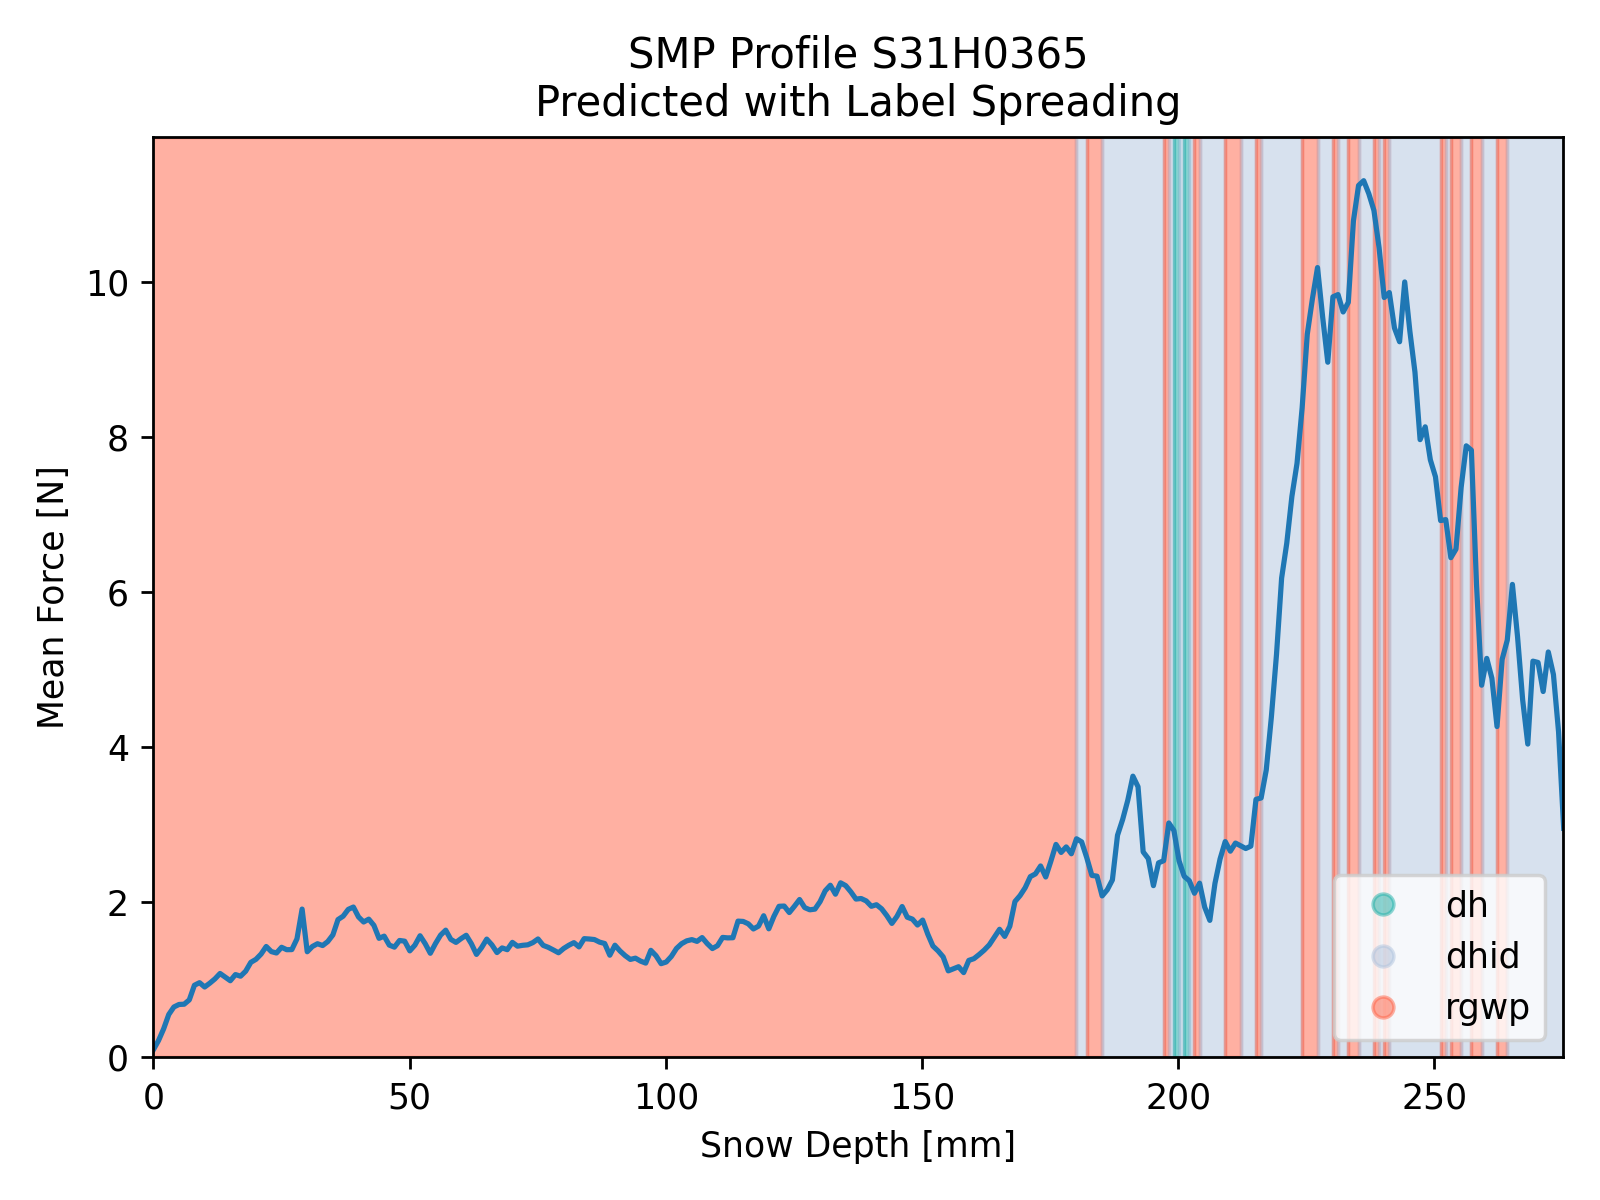 SMP Profile S31H0365
Predicted with Label Spreading
Mean Force [N]
10
8
6
4
2
0
dh
dhid
rgwp
0 50 100 150 200 250
Snow Depth [mm]